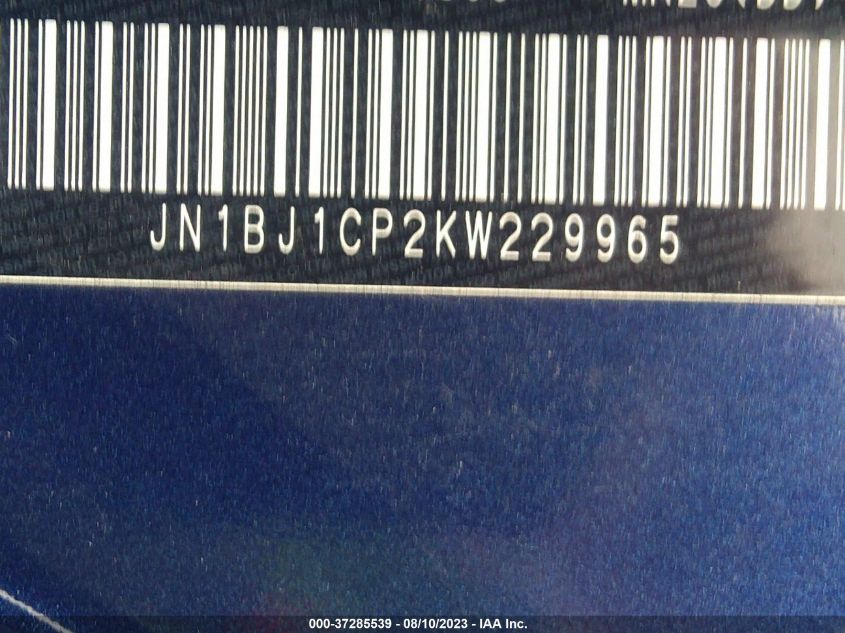 JN1BJ1CP2KW229965
000-37285539 - 08/10/2023 - IAA Inc.